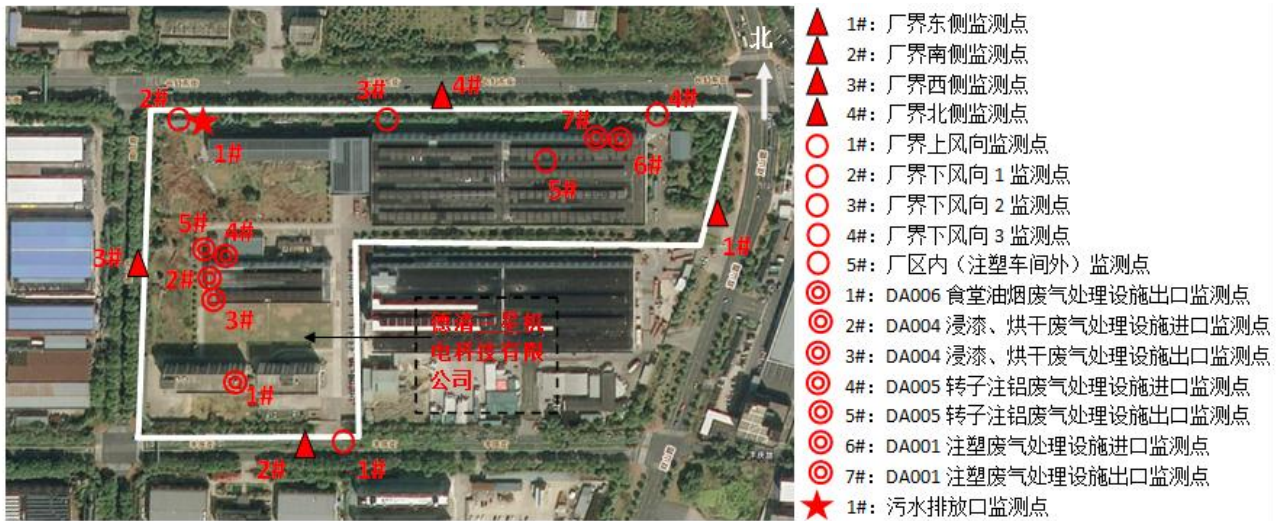 北
2#
3#
4#
4#
7#
1#
6#
5#
5#
4#
1#
3#
2#
3#
德清三星机
电科技有限
公司
1#
2#
1#
1#：厂界东侧监测点
2#：厂界南侧监测点
3#：厂界西侧监测点
4#：厂界北侧监测点
1#：厂界上风向监测点
2#：厂界下风向 1 监测点
3#：厂界下风向 2 监测点
4#：厂界下风向 3 监测点
5#：厂区内（注塑车间外）监测点
1#：DA006 食堂油烟废气处理设施出口监测点
2#：DA004 浸漆、烘干废气处理设施进口监测点
3#：DA004 浸漆、烘干废气处理设施出口监测点
4#：DA005 转子注铝废气处理设施进口监测点
5#：DA005 转子注铝废气处理设施出口监测点
6#：DA001 注塑废气处理设施进口监测点
7#：DA001 注塑废气处理设施出口监测点
1#：污水排放口监测点